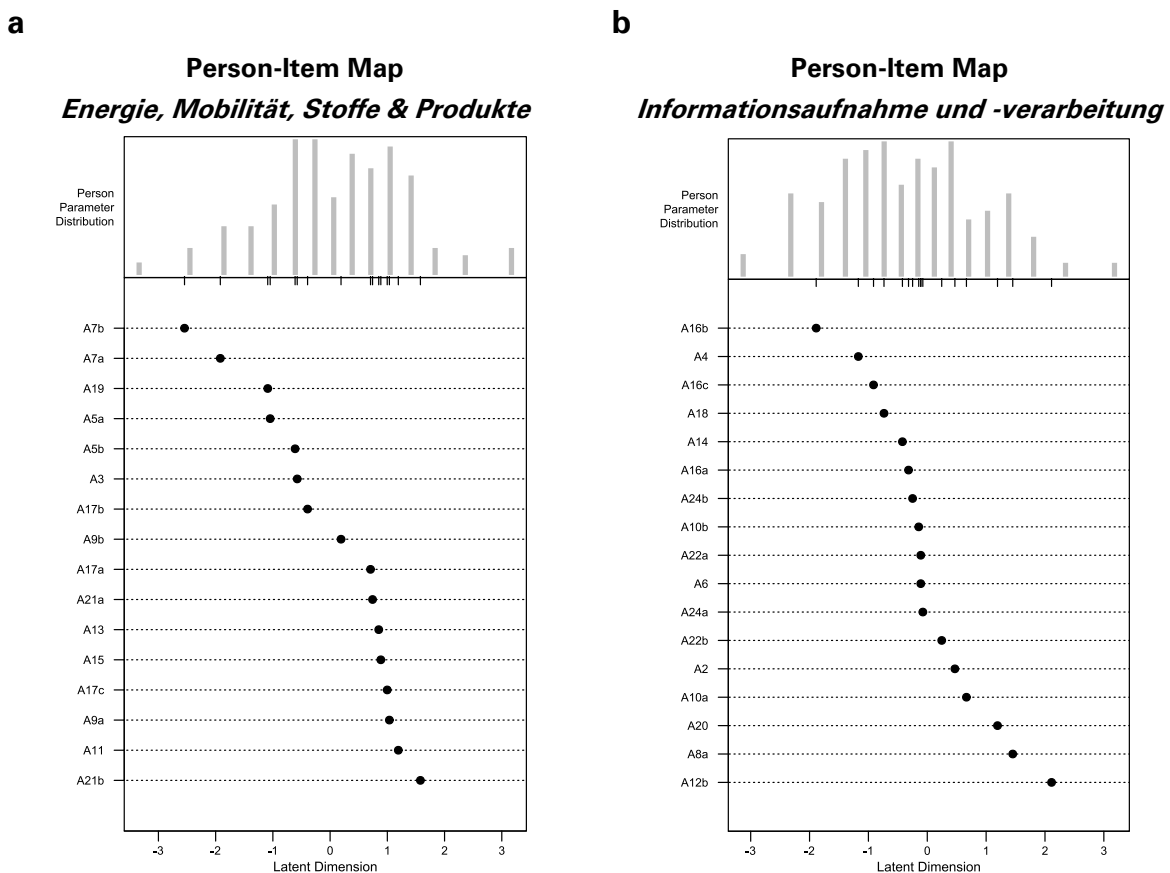 a
Person-Item Map
Energie, Mobilität, Stoffe & Produkte
Person
Parameter
Distribution
A7b
A7a
A19
A5a
A5b
A3
A17b
A9b
A17a
A21a
A13
A15
A17c
A9a
A11
A21b
-3 -2 -1 0 1 2 3
Latent Dimension
b
Person-Item Map
Informationsaufnahme und -verarbeitung
Person
Parameter
Distribution
A16b
A4
A16c
A18
A14
A16a
A24b
A10b
A22a
A6
A24a
A22b
A2
A10a
A20
A8a
A12b
-3 -2 -1 0 1 2 3
Latent Dimension